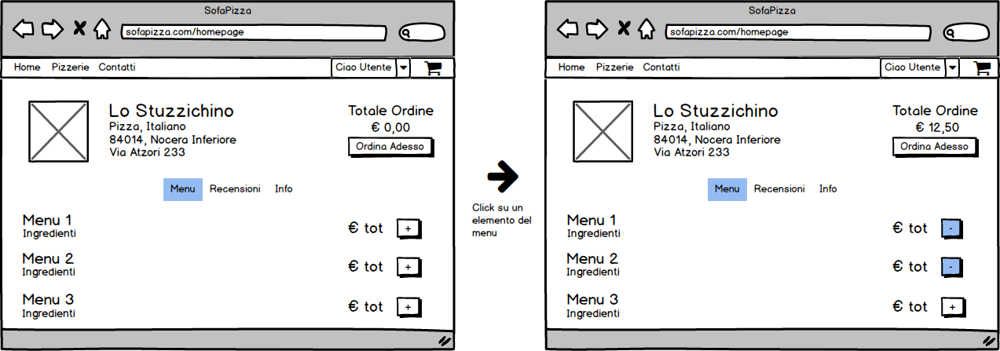 SofaPizza
sofapizza.com/homepage
Home Pizzerie Contatti Ciao Utente
Lo Stuzzichino
Pizza, Italiano
84014, Nocera Inferiore
Via Atzori 233
Totale Ordine
€ 0,00
Ordina Adesso
Menu Recensioni Info
Menu 1
Ingredienti
€ tot +
Menu 2
Ingredienti
€ tot +
Menu 3
Ingredienti
€ tot +
Click su un
elemento del
menu
SofaPizza
sofapizza.com/homepage
Home Pizzerie Contatti Ciao Utente
Lo Stuzzichino
Pizza, Italiano
84014, Nocera Inferiore
Via Atzori 233
Totale Ordine
€ 12,50
Ordina Adesso
Menu Recensioni Info
Menu 1
Ingredienti
€ tot -
Menu 2
Ingredienti
€ tot -
Menu 3
Ingredienti
€ tot +